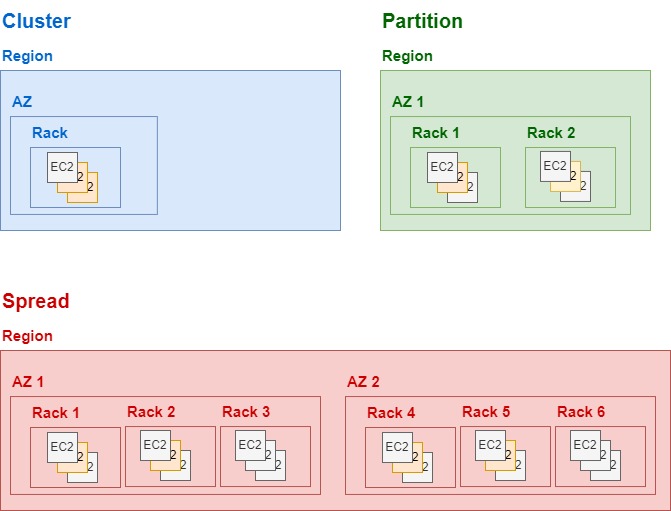 Cluster
Region
AZ
Rack
EC2
2
2
Partition
Region
AZ 1
Rack 1
EC2
2
2
Rack 2
EC2
2
2
Spread
Region
AZ 1
Rack 1
EC2
2
2
Rack 2
EC2
2
2
Rack 3
EC2
2
2
AZ 2
Rack 4
EC2
2
2
Rack 5
EC2
2
2
Rack 6
EC2
2
2